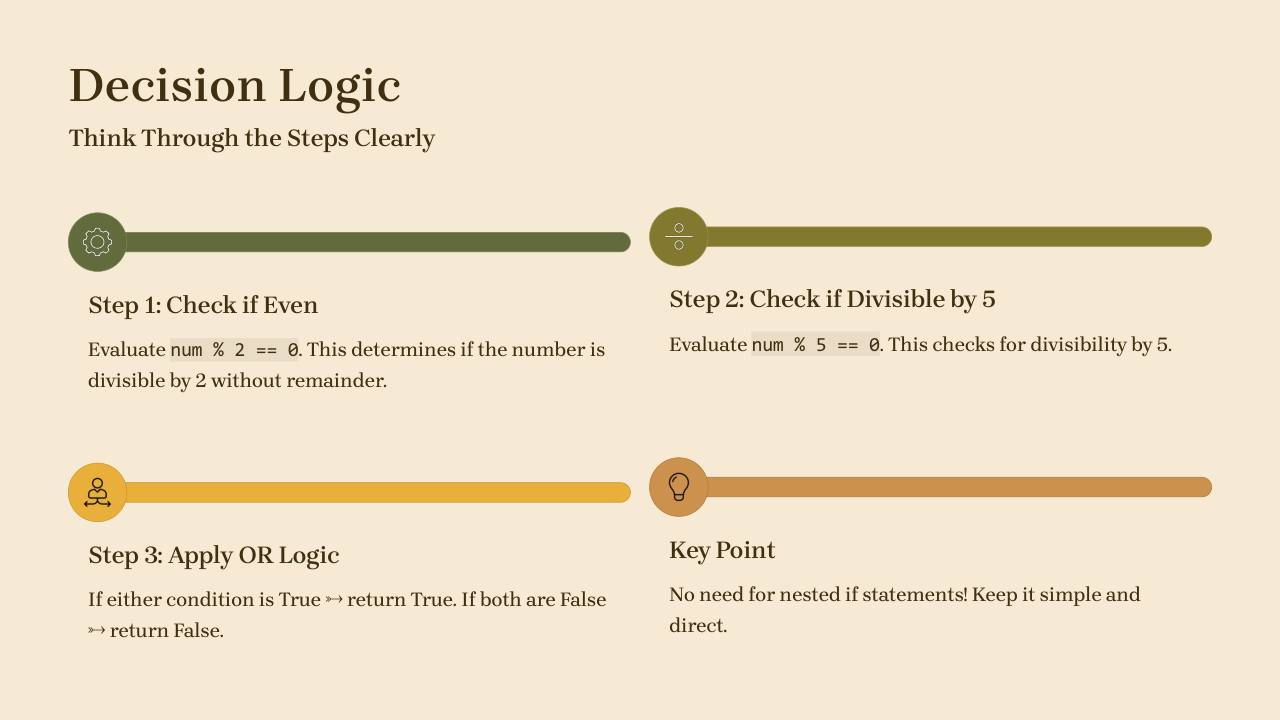 Decision Logic
Think Through the Steps Clearly
Step 1: Check if Even
Evaluate num % 2 == 0. This determines if the number is
divisible by 2 without remainder.
Step 2: Check if Divisible by 5
Evaluate num % 5 == 0. This checks for divisibility by 5.
Step 3: Apply OR Logic
If either condition is True ↣ return True. If both are False
↣ return False.
Key Point
No need for nested if statements! Keep it simple and
direct.